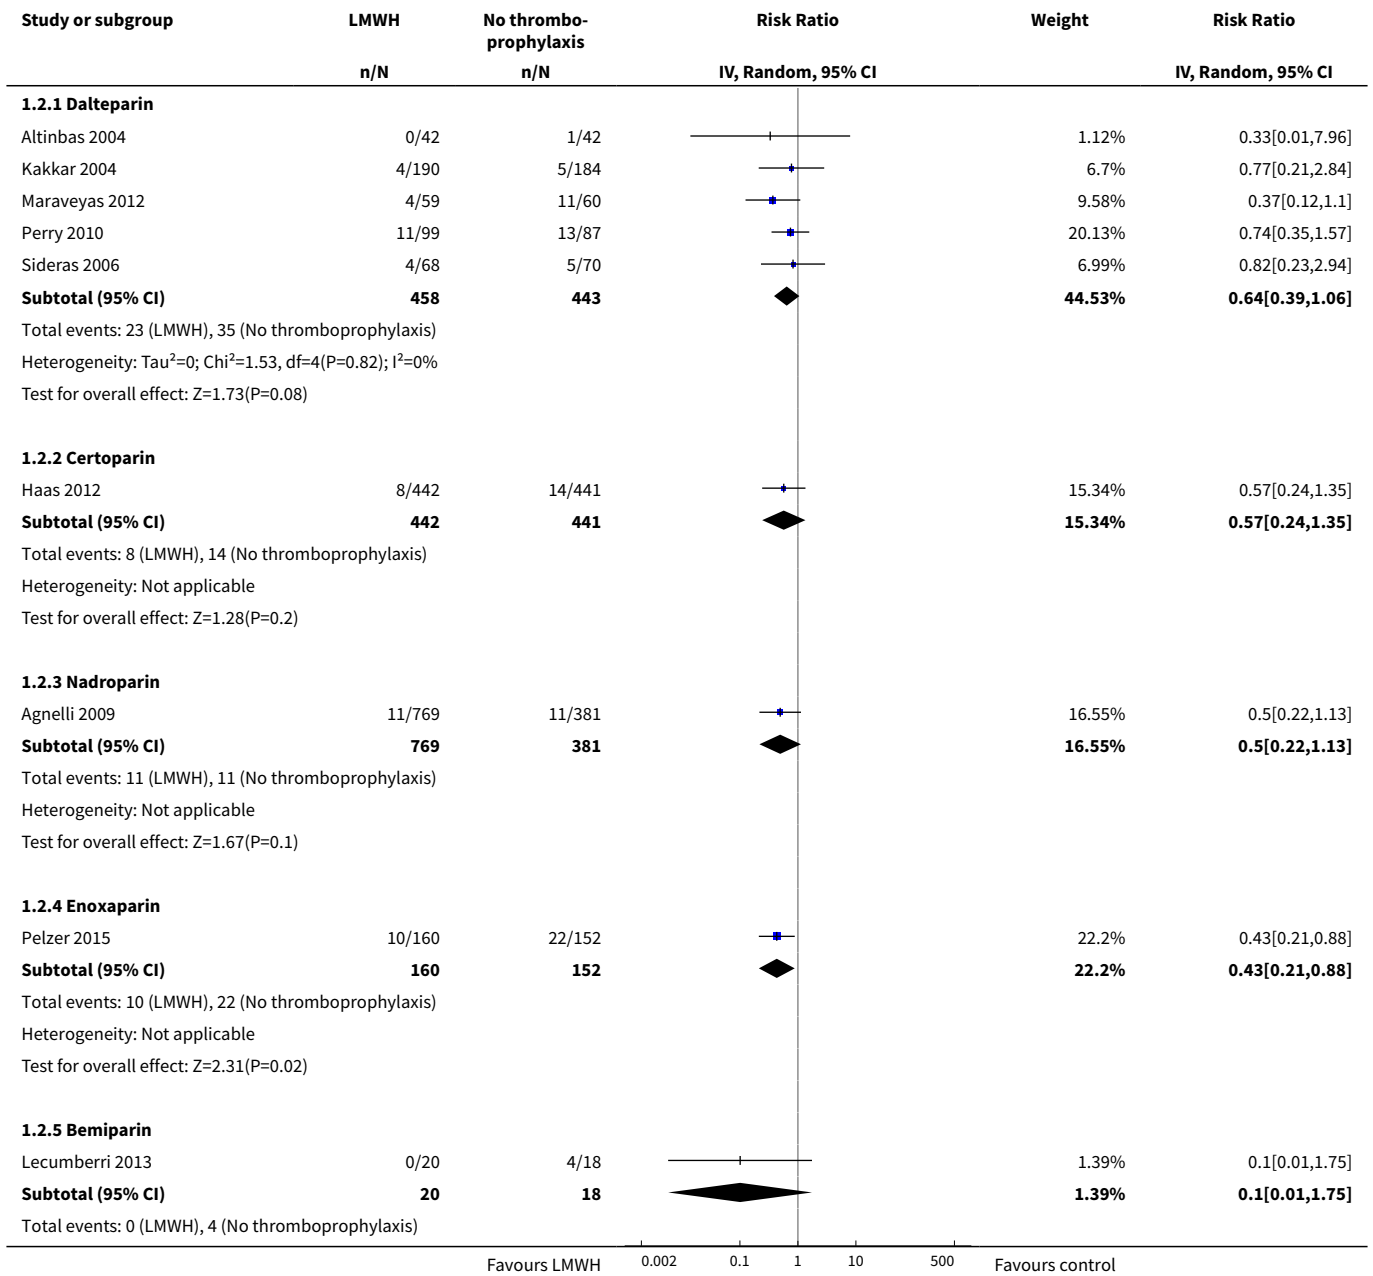 Study or subgroup LMWH No thrombo- Risk Ratio Weight Risk Ratio
prophylaxis
n/N n/N IV, Random, 95% CI IV, Random, 95% CI
1.2.1 Dalteparin
Altinbas 2004 0/42 1/42 1.12% 0.33[0.01,7.96]
Kakkar 2004 4/190 5/184 6.7% 0.77[0.21,2.84]
Maraveyas 2012 4/59 11/60 9.58% 0.37[0.12,1.1]
Perry 2010 11/99 13/87 20.13% 0.74[0.35,1.57]
Sideras 2006 4/68 5/70 6.99% 0.82[0.23,2.94]
Subtotal (95% CI) 458 443 44.53% 0.64[0.39,1.06]
Total events: 23 (LMWH), 35 (No thromboprophylaxis)
Heterogeneity: Tau²=0; Chi²=1.53, df=4(P=0.82); I²=0%
Test for overall effect: Z=1.73(P=0.08)
1.2.2 Certoparin
Haas 2012 8/442 14/441 15.34% 0.57[0.24,1.35]
Subtotal (95% CI) 442 441 15.34% 0.57[0.24,1.35]
Total events: 8 (LMWH), 14 (No thromboprophylaxis)
Heterogeneity: Not applicable
Test for overall effect: Z=1.28(P=0.2)
1.2.3 Nadroparin
Agnelli 2009 11/769 11/381 16.55% 0.5[0.22,1.13]
Subtotal (95% CI) 769 381 16.55% 0.5[0.22,1.13]
Total events: 11 (LMWH), 11 (No thromboprophylaxis)
Heterogeneity: Not applicable
Test for overall effect: Z=1.67(P=0.1)
1.2.4 Enoxaparin
Pelzer 2015 10/160 22/152 22.2% 0.43[0.21,0.88]
Subtotal (95% CI) 160 152 22.2% 0.43[0.21,0.88]
Total events: 10 (LMWH), 22 (No thromboprophylaxis)
Heterogeneity: Not applicable
Test for overall effect: Z=2.31(P=0.02)
1.2.5 Bemiparin
Lecumberri 2013 0/20 4/18 1.39% 0.1[0.01,1.75]
Subtotal (95% CI) 20 18 1.39% 0.1[0.01,1.75]
Total events: 0 (LMWH), 4 (No thromboprophylaxis)
Favours LMWH 0.002 0.1 1 10 500 Favours control